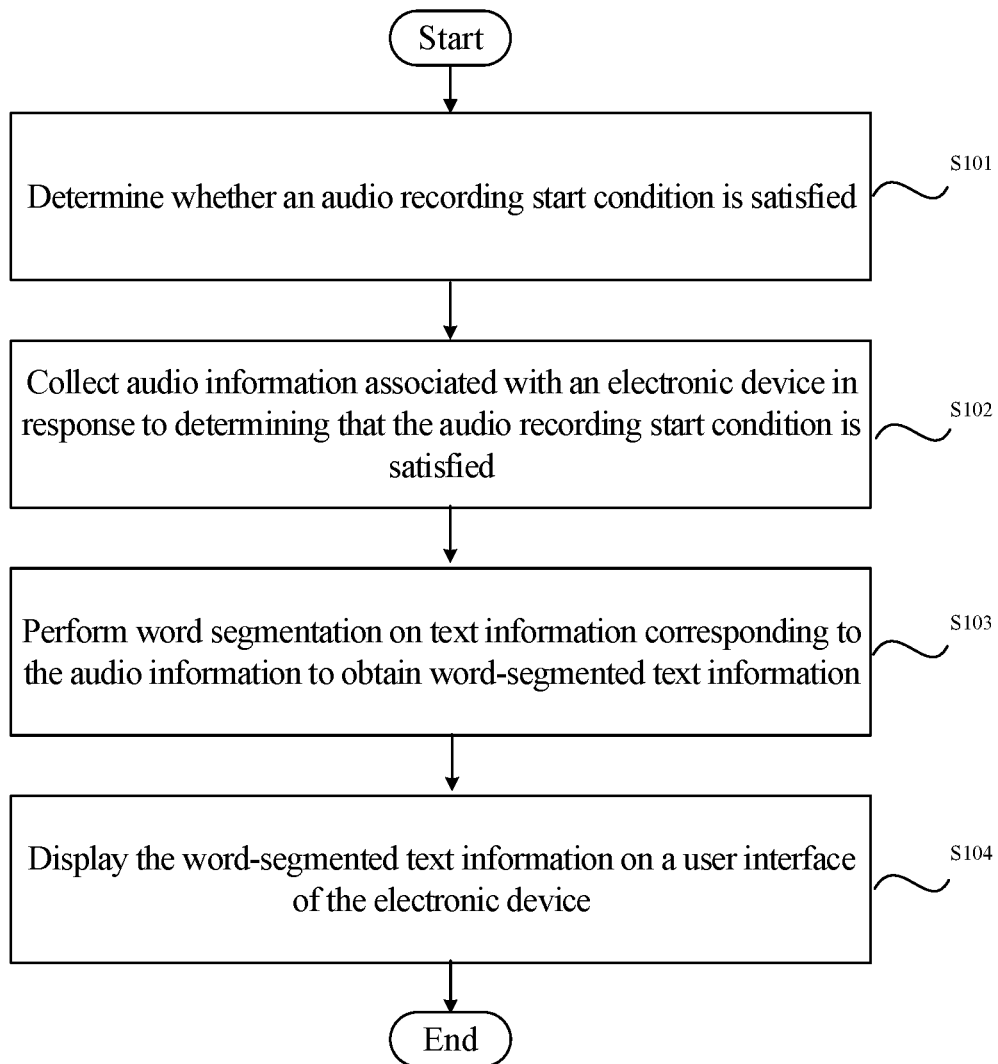 Start
Determine whether an audio recording start condition is satisfied
S101
Collect audio information associated with an electronic device in
response to determining that the audio recording start condition is
satisfied
S102
Perform word segmentation on text information corresponding to
the audio information to obtain word-segmented text information
S103
Display the word-segmented text information on a user interface
of the electronic device
S104
End